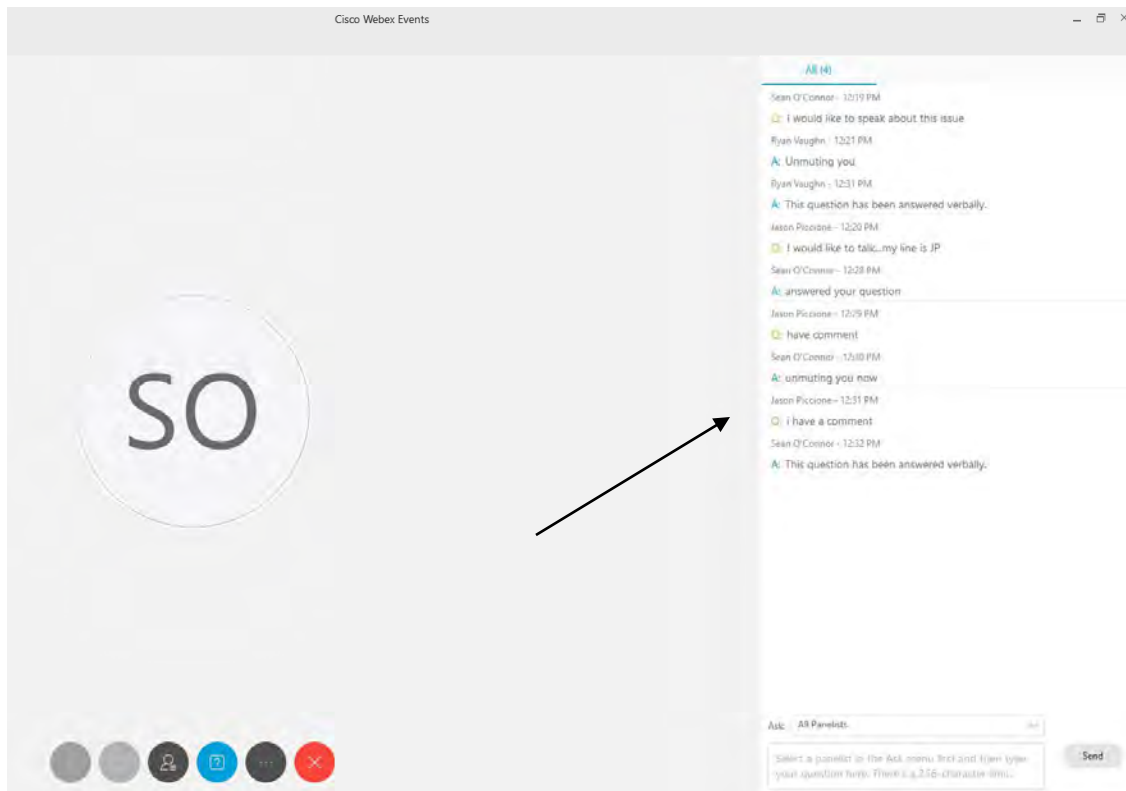 Cisco Webex Events
All (4)
Sean O'Connor - 12:19 PM
Q: I would like to speak about this issue
Ryan Vaughn - 12:21 PM
A: Unmuting you
Ryan Vaughn - 12:31 PM
A: This question has been answered verbally.
Jason Piccione - 12:20 PM
Q: I would like to talk...my line is JP
Sean O'Connor - 12:28 PM
A: answered your question
Jason Piccione - 12:29 PM
Q: have comment
Sean O'Connor - 12:30 PM
A: unmuting you now
Jason Piccione - 12:31 PM
Q: i have a comment
Sean O'Connor - 12:32 PM
A: This question has been answered verbally.
SO
Ask: All Panelists
Select a panelist in the Ask menu first and then type
your question here. There's a 256-character limit.
Send